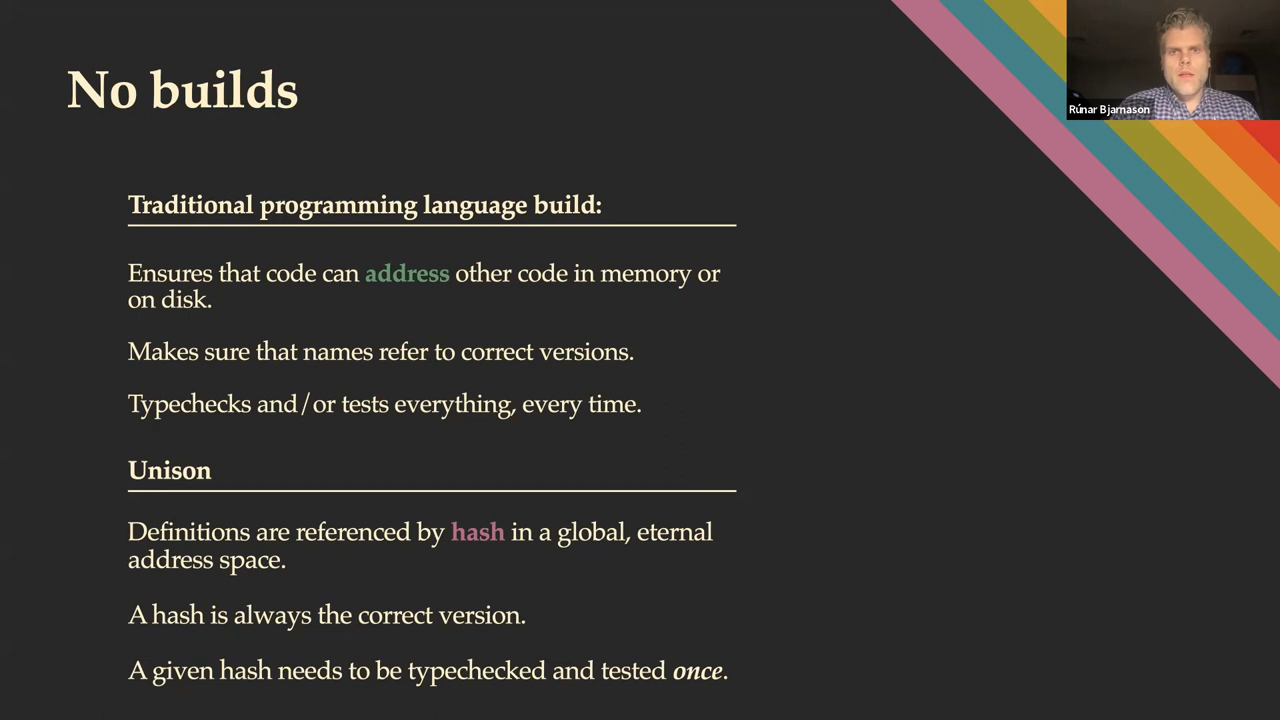 No builds
Rúnar Bjarnason
Traditional programming language build:
Ensures that code can address other code in memory or
on disk.
Makes sure that names refer to correct versions.
Typechecks and/or tests everything, every time.
Unison
Definitions are referenced by hash in a global, eternal
address space.
A hash is always the correct version.
A given hash needs to be typechecked and tested once.